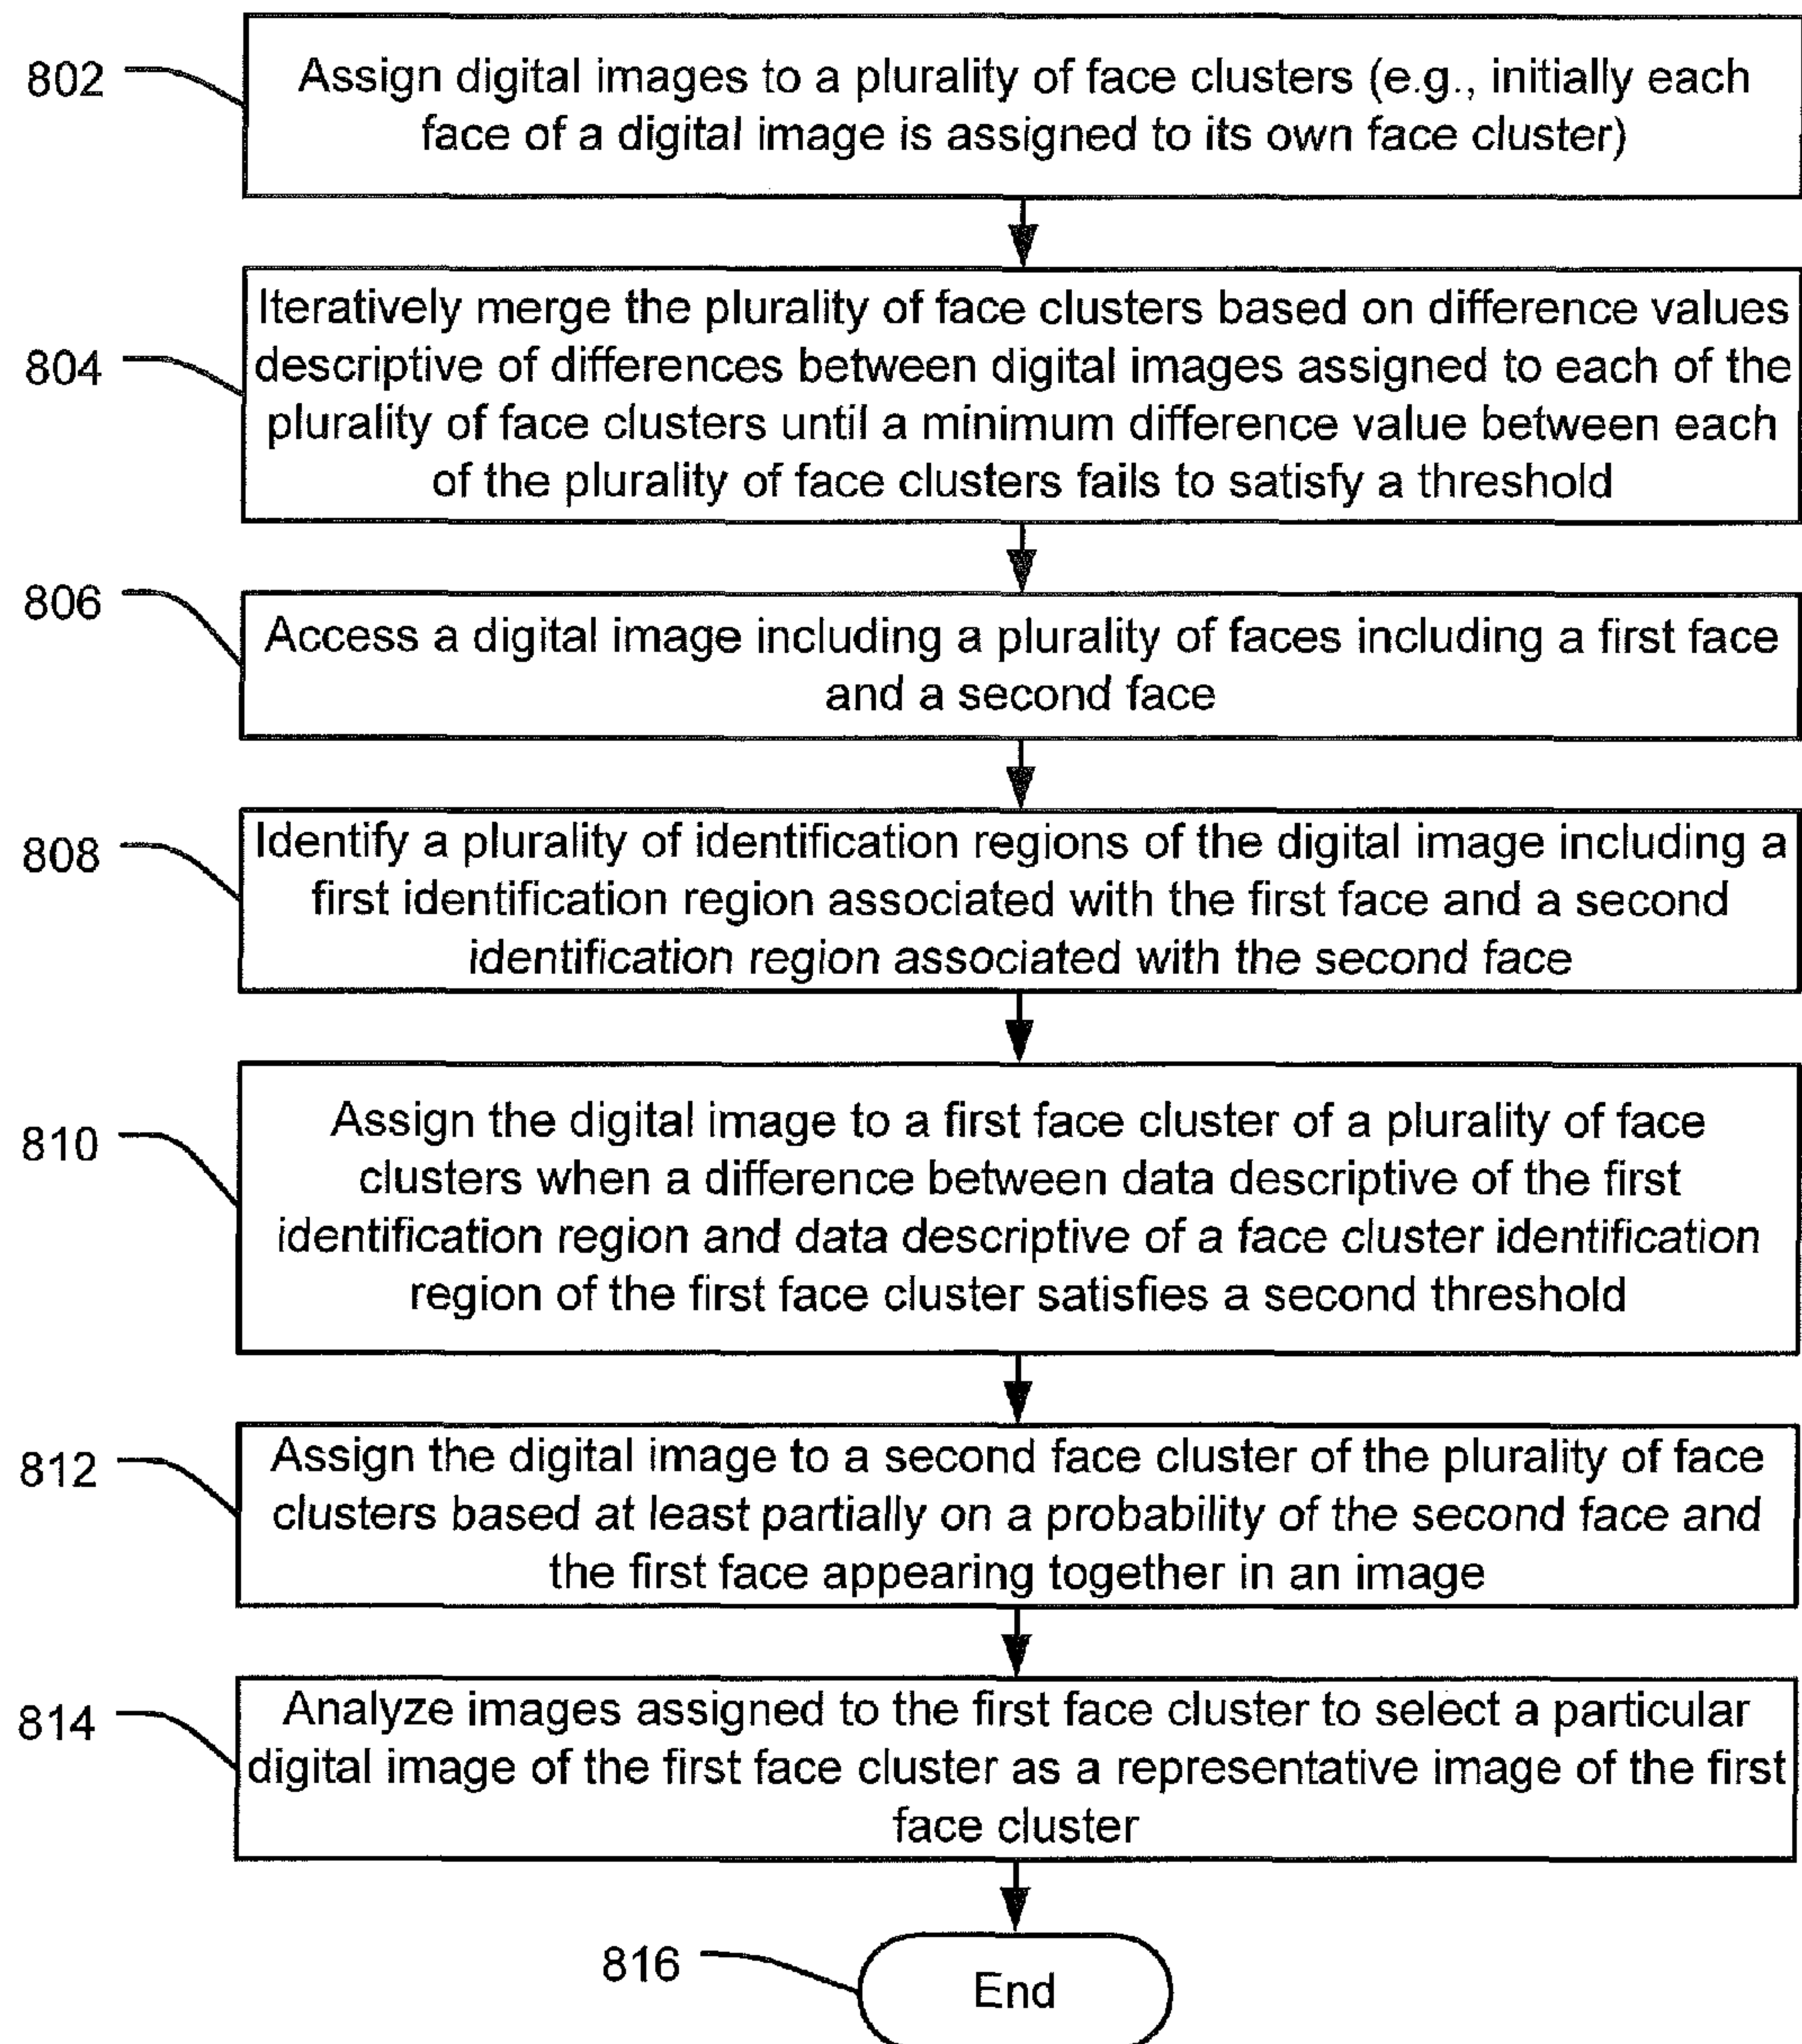 802
Assign digital images to a plurality of face clusters (e.g., initially each
face of a digital image is assigned to its own face cluster)
804
Iteratively merge the plurality of face clusters based on difference values
descriptive of differences between digital images assigned to each of the
plurality of face clusters until a minimum difference value between each
of the plurality of face clusters fails to satisfy a threshold
806
Access a digital image including a plurality of faces including a first face
and a second face
808
Identify a plurality of identification regions of the digital image including a
first identification region associated with the first face and a second
identification region associated with the second face
810
Assign the digital image to a first face cluster of a plurality of face
clusters when a difference between data descriptive of the first
identification region and data descriptive of a face cluster identification
region of the first face cluster satisfies a second threshold
812
Assign the digital image to a second face cluster of the plurality of face
clusters based at least partially on a probability of the second face and
the first face appearing together in an image
814
Analyze images assigned to the first face cluster to select a particular
digital image of the first face cluster as a representative image of the first
face cluster
816
End